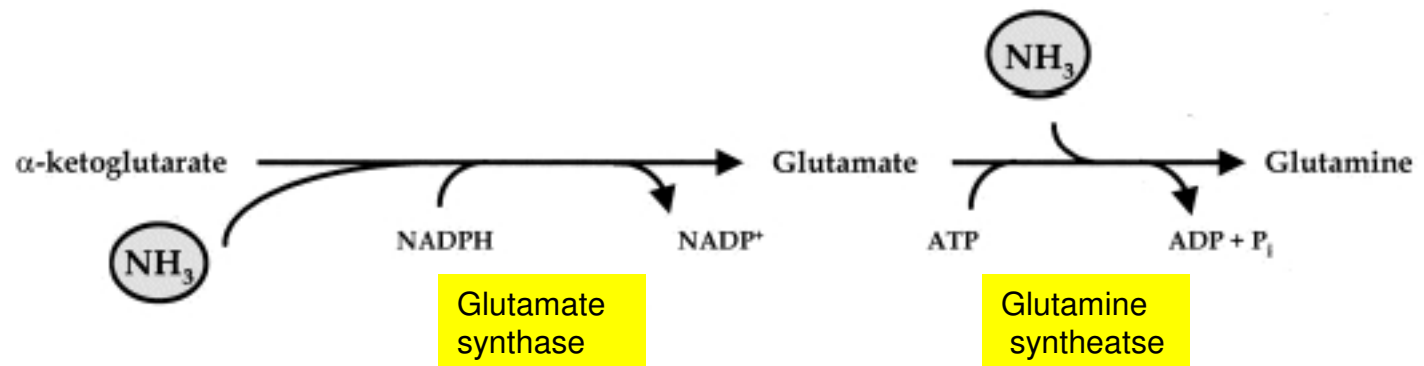 NH₃
α-ketoglutarate
Glutamate
Glutamine
NH₃
NADPH
NADP⁺
ATP
ADP + Pᵢ
Glutamate
synthase
Glutamine
syntheatse